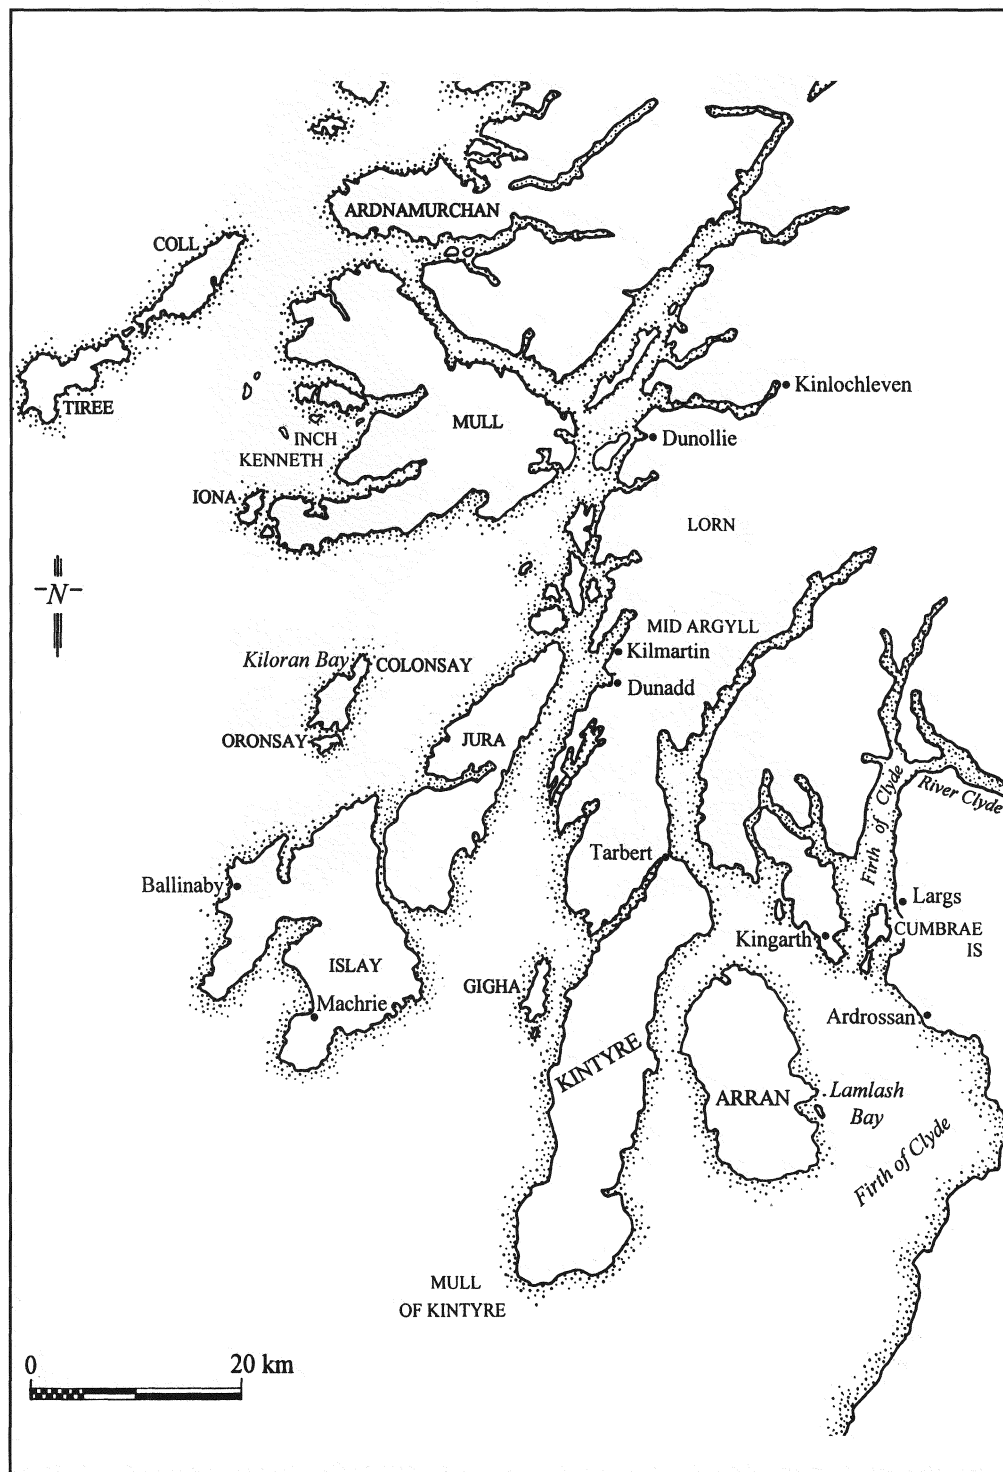 ARDNAMURCHAN
COLL
Kinlochleven
TIREE
MULL
Dunollie
INCH
KENNETH
IONA
LORN
-N-
MID ARGYLL
Kilmartin
Kiloran Bay
COLONSAY
Dunadd
ORONSAY
JURA
Firth of Clyde
River Clyde
Tarbert
Ballinaby
Largs
Kingarth
CUMBRAE
IS
ISLAY
GIGHA
Machrie
Ardrossan
KINTYRE
ARRAN
Lamlash
Bay
Firth of Clyde
MULL
OF KINTYRE
0 20 km